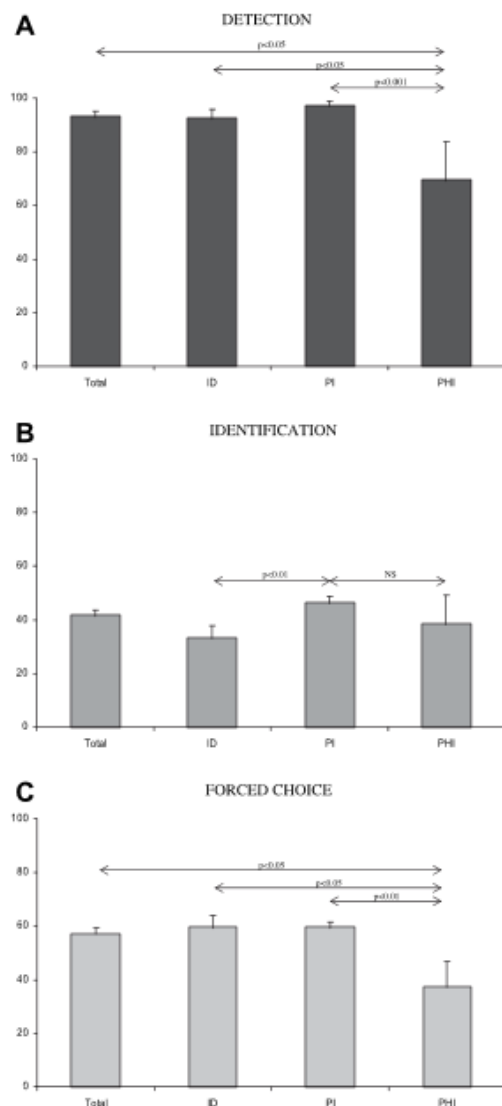 A
DETECTION
p<0.05
p<0.05
p<0.001
100
80
60
40
20
0
Total ID PI PHI
B
IDENTIFICATION
100
80
60
40
20
0
p<0.01 NS
Total ID PI PHI
C
FORCED CHOICE
100
80
60
40
20
0
p<0.05
p<0.05
p<0.01
Total ID PI PHI